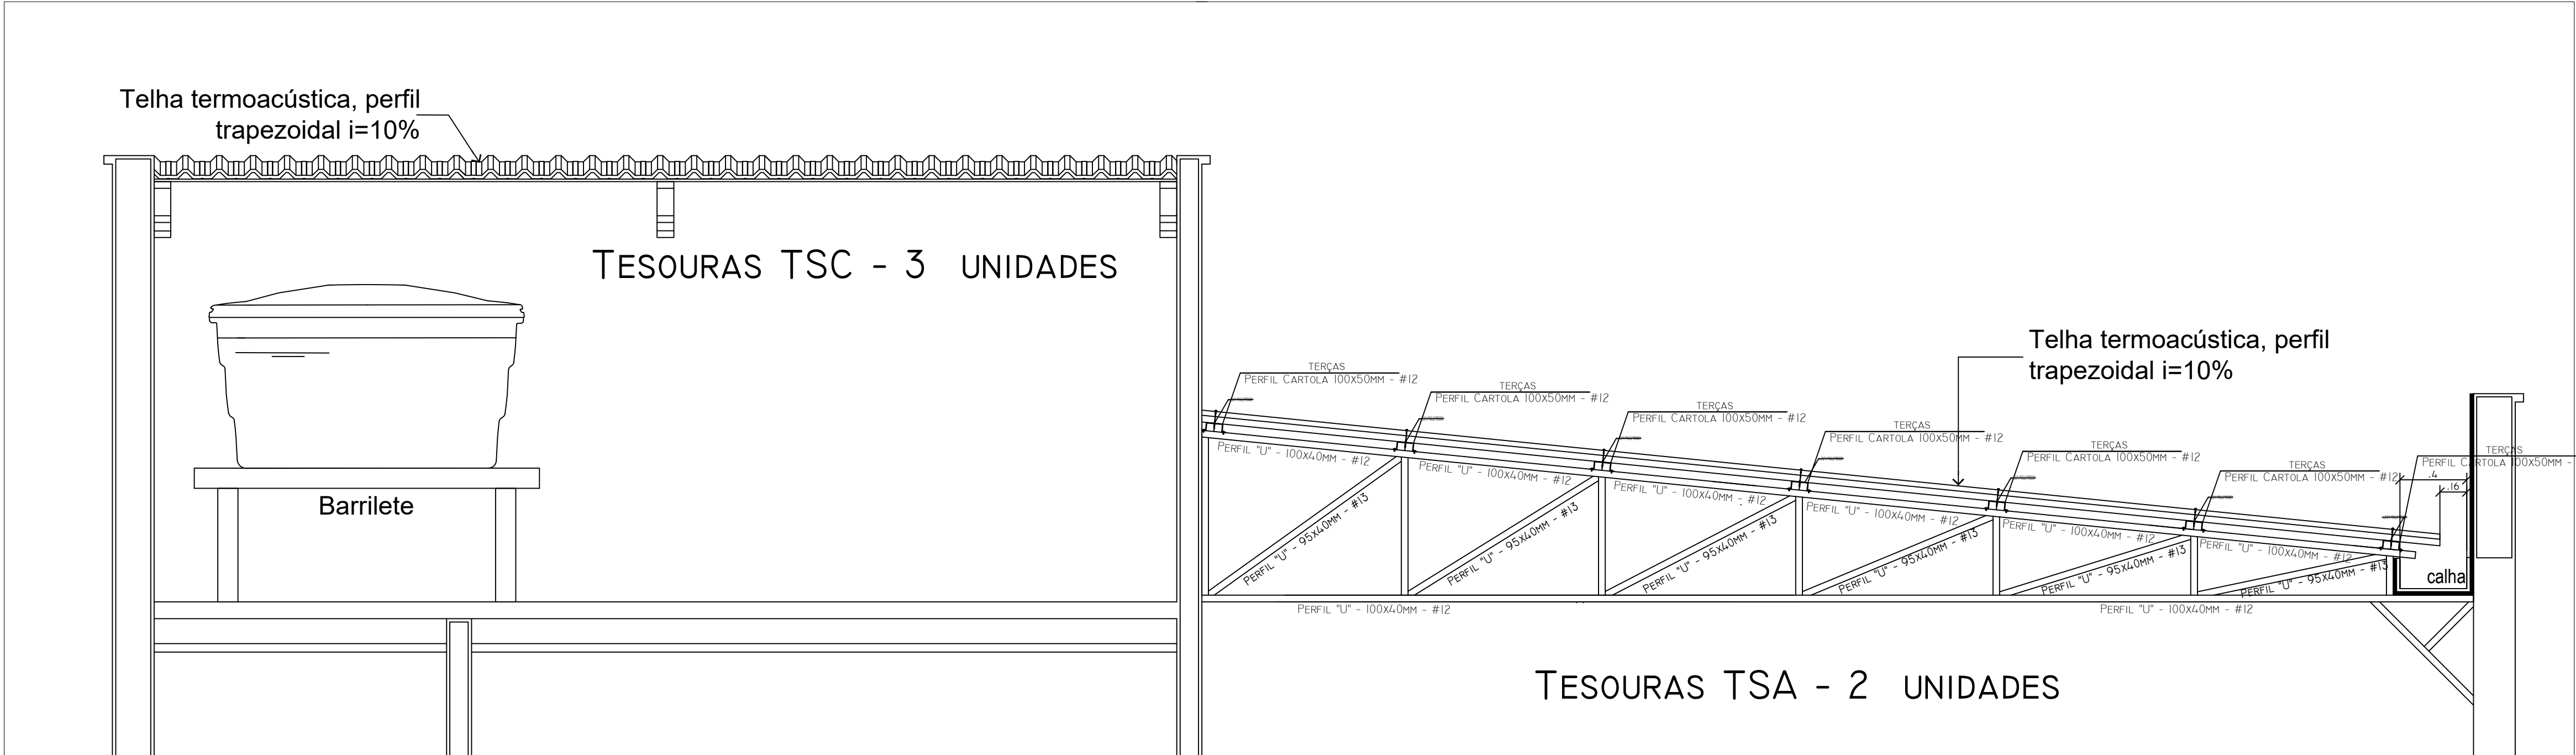 Telha termoacústica, perfil
trapezoidal i=10%
TESOURAS TSC - 3 UNIDADES
Barrilete
Telha termoacústica, perfil
trapezoidal i=10%
TERÇAS
PERFIL CARTOLA 100X50MM - #12
TERÇAS
PERFIL CARTOLA 100X50MM - #12
TERÇAS
PERFIL CARTOLA 100X50MM - #12
TERÇAS
PERFIL CARTOLA 100X50MM - #12
TERÇAS
PERFIL CARTOLA 100X50MM - #12
TERÇAS
PERFIL CARTOLA 100X50MM - #12
TERÇAS
PERFIL CARTOLA 100X50MM -
.4
.16
PERFIL "U" - 100X40MM - #12
PERFIL "U" - 100X40MM - #12
PERFIL "U" - 100X40MM - #12
PERFIL "U" - 100X40MM - #12
PERFIL "U" - 100X40MM - #12
PERFIL "U" - 100X40MM - #12
PERFIL "U" - 95X40MM - #13
PERFIL "U" - 95X40MM - #13
PERFIL "U" - 95X40MM - #13
PERFIL "U" - 95X40MM - #13
PERFIL "U" - 95X40MM - #13
PERFIL "U" - 95X40MM - #13
calha
PERFIL "U" - 100X40MM - #12
PERFIL "U" - 100X40MM - #12
TESOURAS TSA - 2 UNIDADES